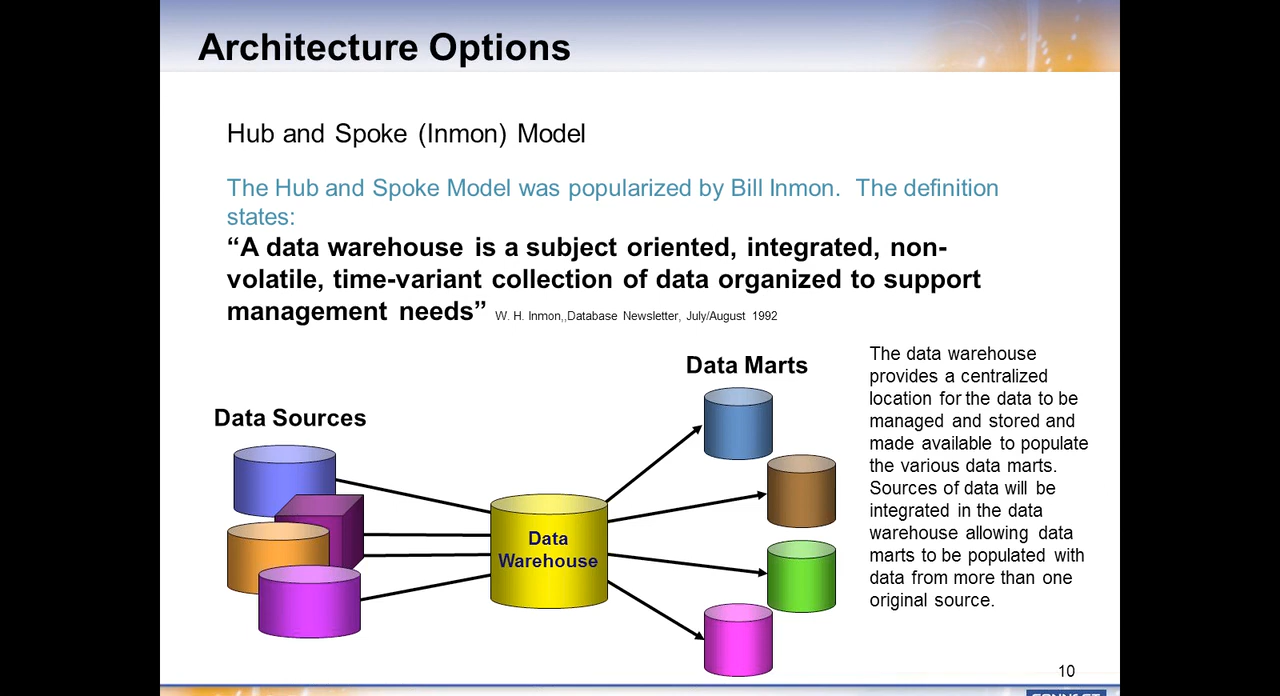 Architecture Options
Hub and Spoke (Inmon) Model
The Hub and Spoke Model was popularized by Bill Inmon. The definition
states:
“A data warehouse is a subject oriented, integrated, non-
volatile, time-variant collection of data organized to support
management needs” W. H. Inmon,,Database Newsletter, July/August 1992
Data Sources
Data
Warehouse
Data Marts
The data warehouse
provides a centralized
location for the data to be
managed and stored and
made available to populate
the various data marts.
Sources of data will be
integrated in the data
warehouse allowing data
marts to be populated with
data from more than one
original source.
10